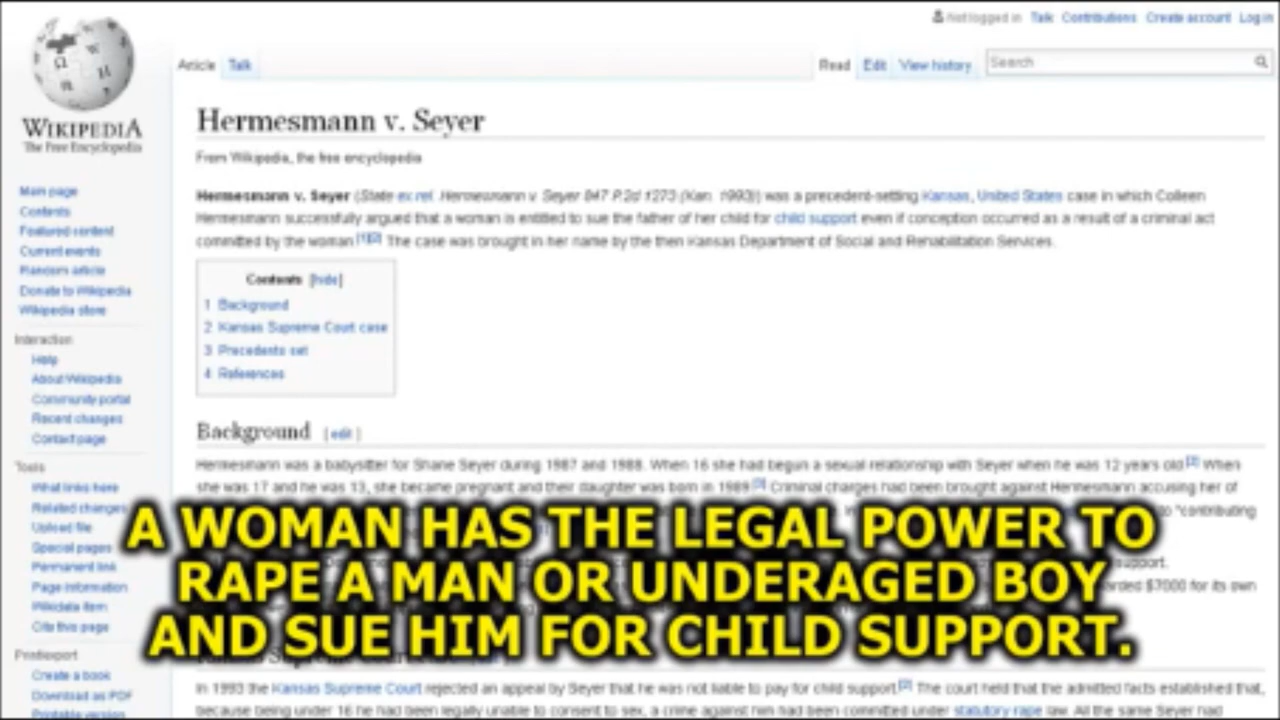 Not logged in Talk Contributions Create account Log in
Article Talk
Read Edit View history Search
WIKIPEDIA
The Free Encyclopedia
Main page
Contents
Featured content
Current events
Random article
Donate to Wikipedia
Wikipedia store
Interaction
Help
About Wikipedia
Community portal
Recent changes
Contact page
Tools
What links here
Related changes
Upload file
Special pages
Permanent link
Page information
Wikidata item
Cite this page
Print/export
Create a book
Download as PDF
Printable version
Hermesmann v. Seyer
From Wikipedia, the free encyclopedia
Hermesmann v. Seyer (State ex rel. Hermesmann v. Seyer 847 P.2d 1273 (Kan. 1993)) was a precedent-setting Kansas, United States case in which Colleen
Hermesmann successfully argued that a woman is entitled to sue the father of her child for child support even if conception occurred as a result of a criminal act
committed by the woman.[1][2] The case was brought in her name by the then Kansas Department of Social and Rehabilitation Services.
Contents [hide]
1 Background
2 Kansas Supreme Court case
3 Precedents set
4 References
Background [edit]
Hermesmann was a babysitter for Shane Seyer during 1987 and 1988. When 16 she had begun a sexual relationship with Seyer when he was 12 years old.[2] When
she was 17 and he was 13, she became pregnant and their daughter was born in 1989.[3] Criminal charges had been brought against Hermesmann accusing her of
"contributing
support.
$7000 for its own
A WOMAN HAS THE LEGAL POWER TO
RAPE A MAN OR UNDERAGED BOY
AND SUE HIM FOR CHILD SUPPORT.
In 1993 the Kansas Supreme Court rejected an appeal by Seyer that he was not liable to pay for child support.[2] The court held that the admitted facts established that,
because being under 16 he had been legally unable to consent to sex, a crime against him had been committed under statutory rape law. All the same Seyer had